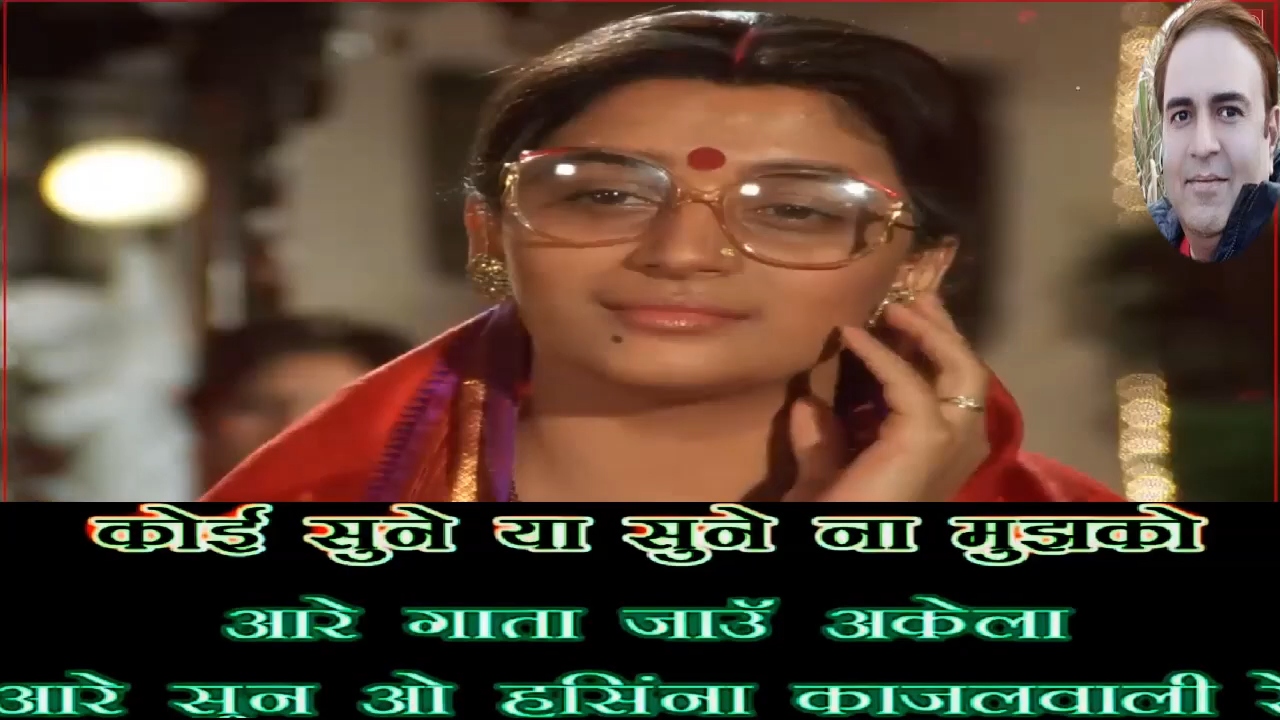 कोई सुने या सुने ना मुझको
आरे गाता जाउँ अकेला
आरे सुन ओ हसिंना काजलवाली रे